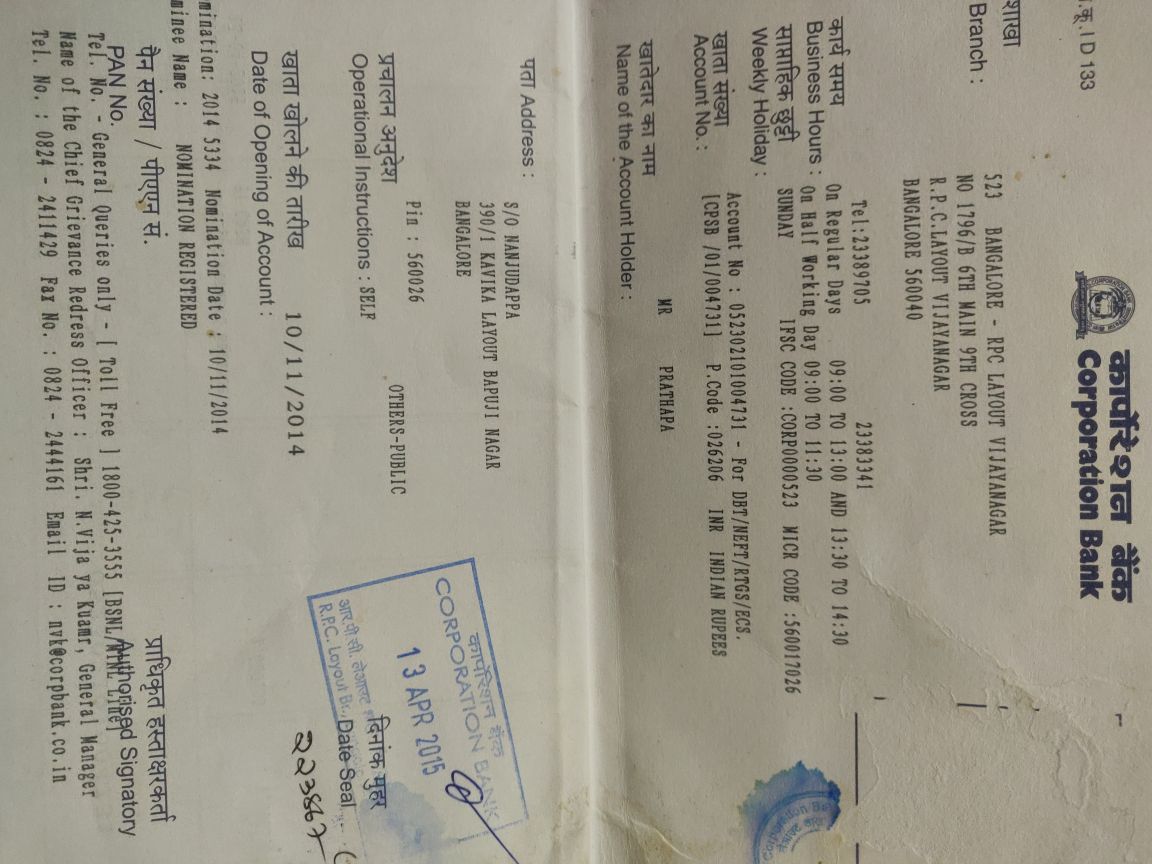 कार्पोरेशन बैंक
Corporation Bank
.कू. I D 133
शाखा
Branch :
523 BANGALORE - RPC LAYOUT VIJAYANAGAR
NO 1796/B 6TH MAIN 9TH CROSS
R.P.C.LAYOUT VIJAYANAGAR
BANGALORE 560040
Tel:23389705 23383341
कार्य समय
Business Hours : On Regular Days 09:00 TO 13:00 AND 13:30 TO 14:30
On Half Working Day 09:00 TO 11:30
साप्ताहिक छुट्टी
Weekly Holiday : SUNDAY IFSC CODE :CORP0000523 MICR CODE :560017026
खाता संख्या
Account No. : Account No : 052302101004731 - For DBT/NEFT/RTGS/ECS.
[CPSB /01/004731] P.Code :026206 INR INDIAN RUPEES
खातेदार का नाम
Name of the Account Holder : MR PRATHAPA
पता Address :
S/O NANJUDAPPA
390/1 KAVIKA LAYOUT BAPUJI NAGAR
BANGALORE
Pin : 560026
प्रचालन अनुदेश
Operational Instructions : SELF OTHERS-PUBLIC
खाता खोलने की तारीख
Date of Opening of Account : 10/11/2014
mination: 2014 5334 Nomination Date : 10/11/2014
minee Name : NOMINATION REGISTERED
पैन संख्या / पीएएन सं.
PAN No.
Tel. No. - General Queries only - [ Toll Free ] 1800-425-3555 [BSNL/MTNL Line]
Name of the Chief Grievance Redress Officer : Shri. N.Vija ya Kuamr, General Manager
Tel. No. : 0824 - 2411429 Fax No. : 0824 - 2444161 Email ID : nvk@corpbank.co.in
कार्पोरेशन बैंक
CORPORATION BANK
13 APR 2015
आर.पी.सी. लेआउट
R.P.C. Layout Br.,
दिनांक मुहर
Date Seal
223867
प्राधिकृत हस्ताक्षरकर्ता
Authorised Signatory
Corporation Ba